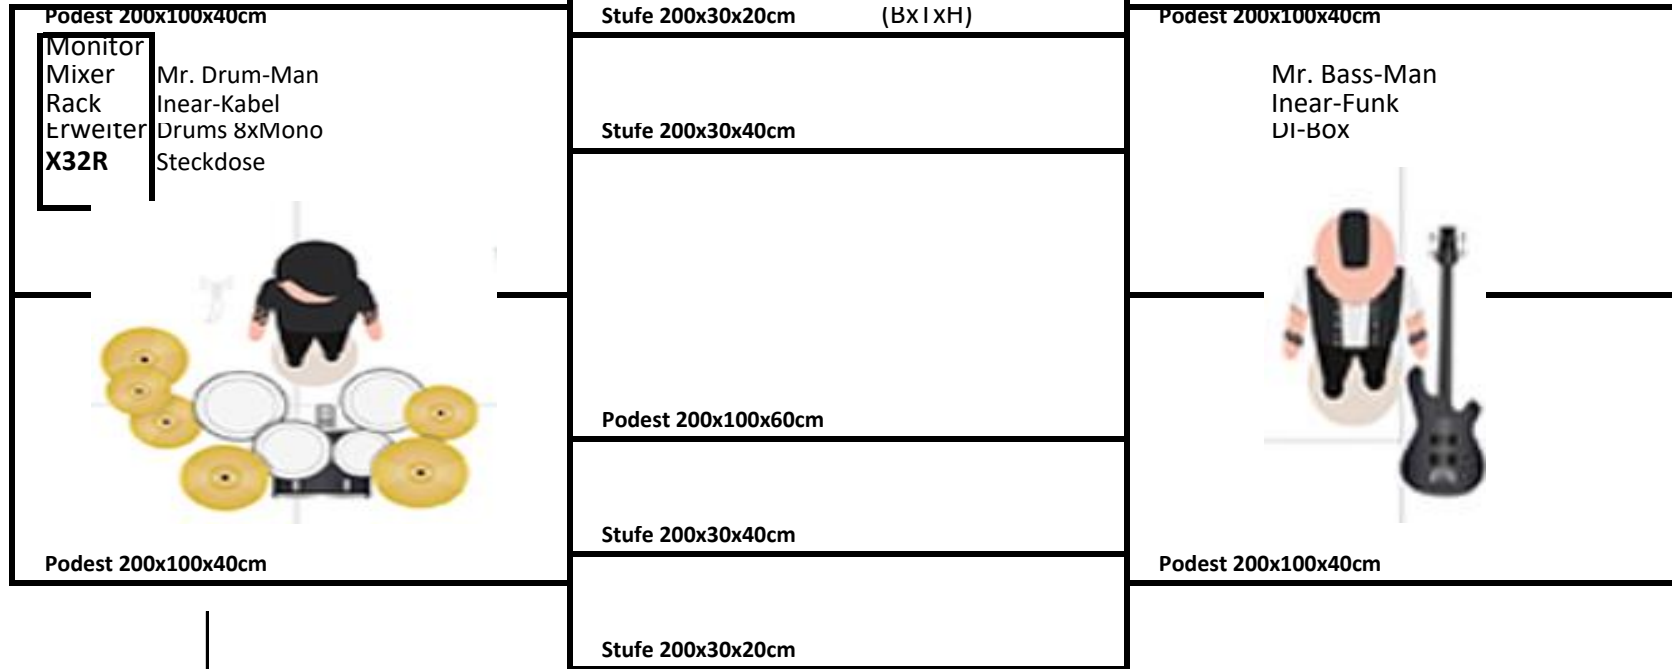 Podest 200x100x40cm
Monitor
Mixer
Rack
Erweiter
X32R
Mr. Drum-Man
Inear-Kabel
Drums 8xMono
Steckdose
Podest 200x100x40cm
Stufe 200x30x20cm (BxTxH)
Stufe 200x30x40cm
Podest 200x100x60cm
Stufe 200x30x40cm
Stufe 200x30x20cm
Podest 200x100x40cm
Mr. Bass-Man
Inear-Funk
DI-Box
Podest 200x100x40cm